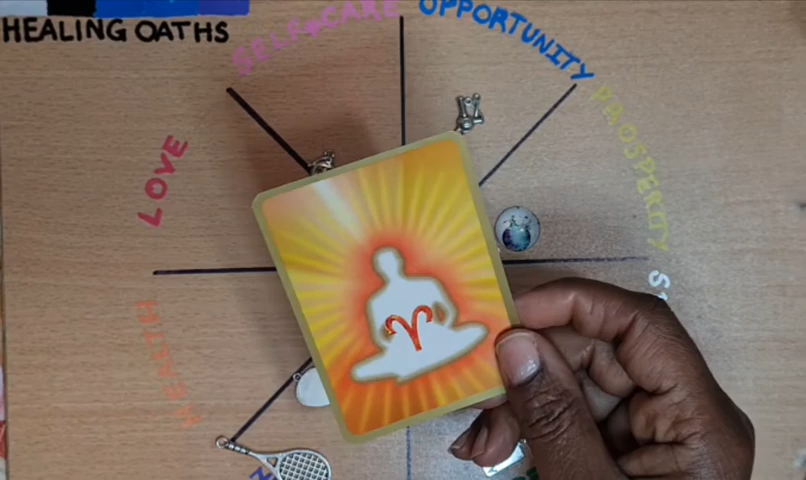 HEALING OATHS
SELF CARE
OPPORTUNITY
PROSPERITY
LOVE
HEALTH